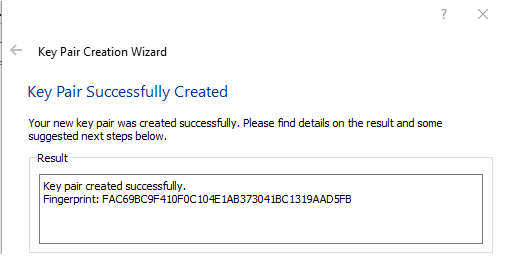 ?
Key Pair Creation Wizard
Key Pair Successfully Created
Your new key pair was created successfully. Please find details on the result and some
suggested next steps below.
Result
Key pair created successfully.
Fingerprint: FAC69BC9F410F0C104E1AB373041BC1319AAD5FB